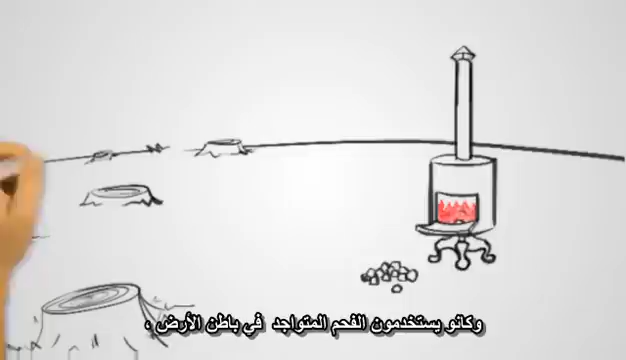 وكانو يستخدمون الفحم المتواجد في باطن الأرض ،